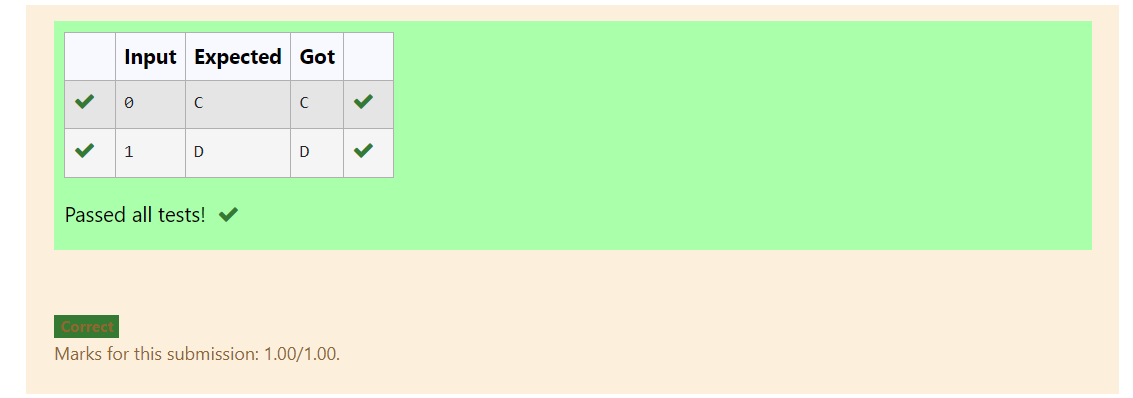 Input Expected Got
0 C C
1 D D
Passed all tests!
Correct
Marks for this submission: 1.00/1.00.